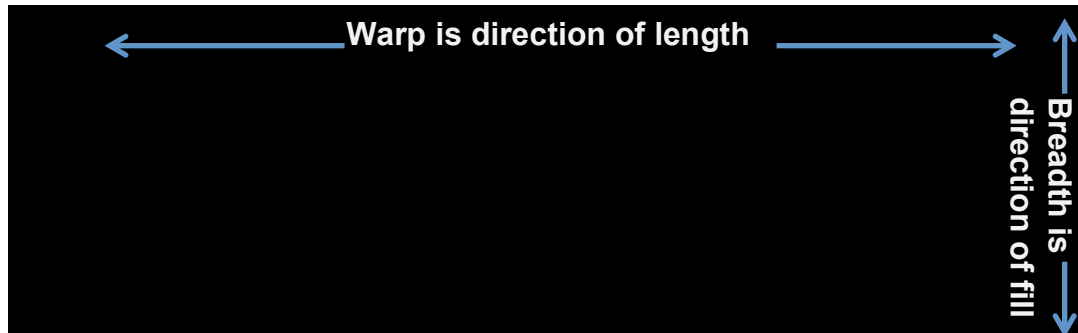 Warp is direction of length
Breadth is
direction of fill